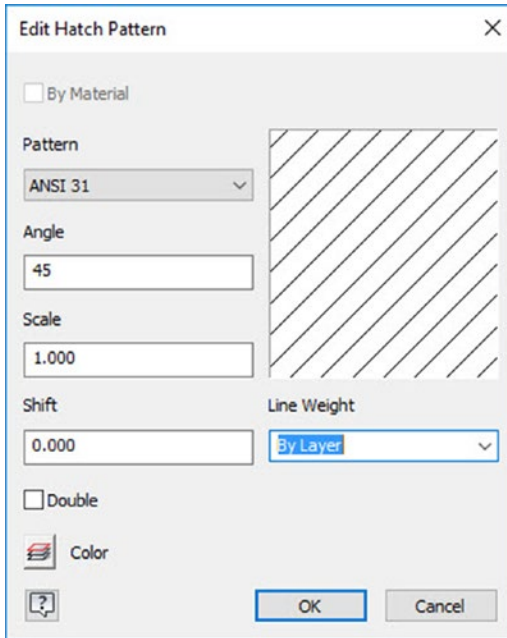 Edit Hatch Pattern
By Material
Pattern
ANSI 31
Angle
45
Scale
1.000
Shift
0.000
Line Weight
By Layer
Double
Color
?
OK
Cancel